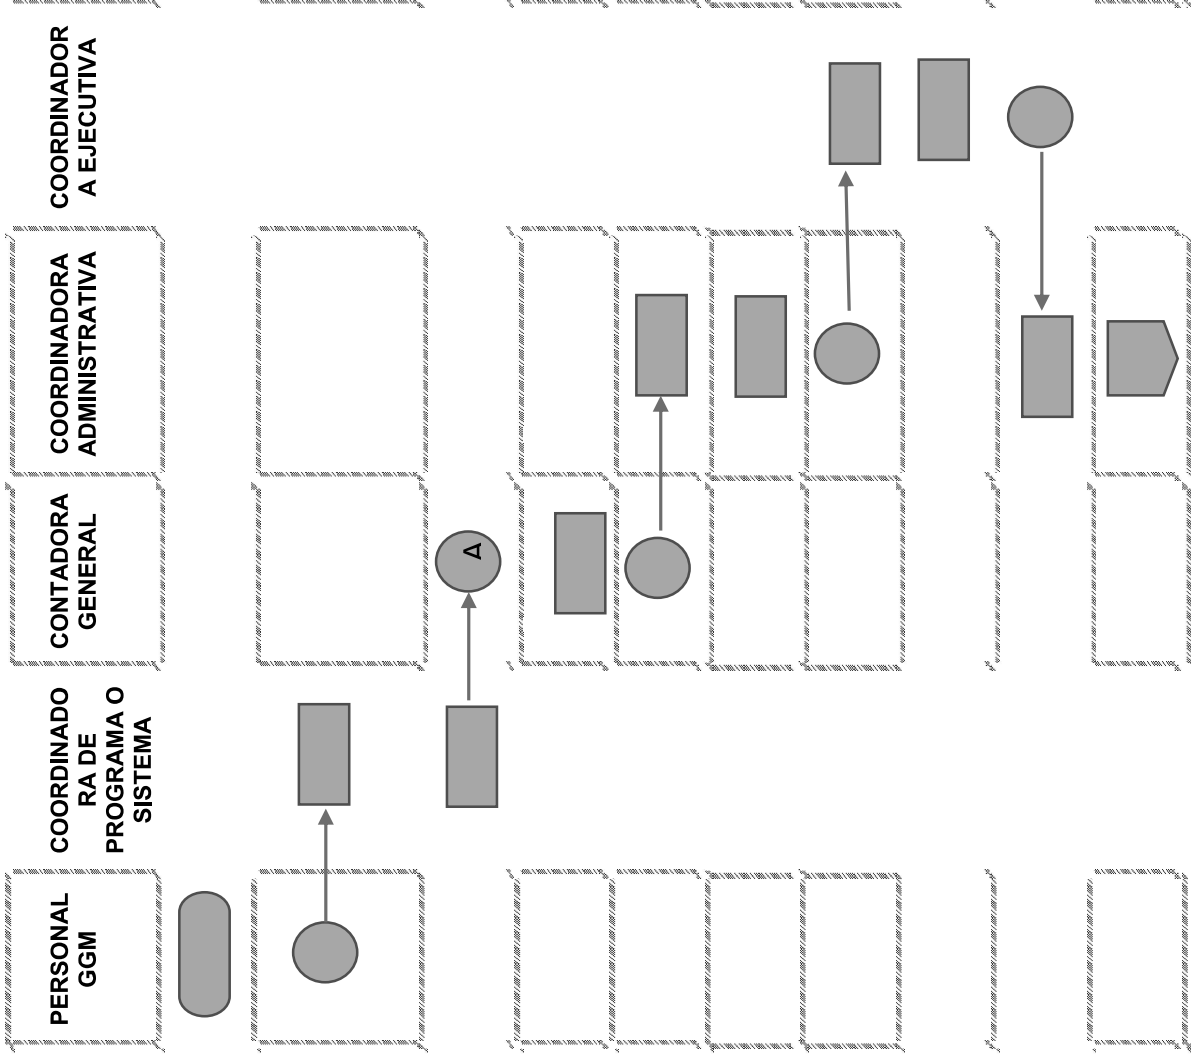 PERSONAL
GGM
COORDINADO
RA DE
PROGRAMA O
SISTEMA
CONTADORA
GENERAL
COORDINADORA
ADMINISTRATIVA
COORDINADOR
A EJECUTIVA
A